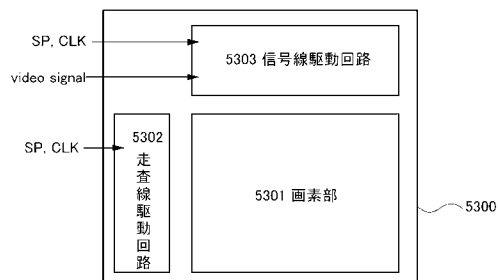 SP, CLK
5303 信号線駆動回路
video signal
SP, CLK
5302
走査線駆動回路
5301 画素部
5300